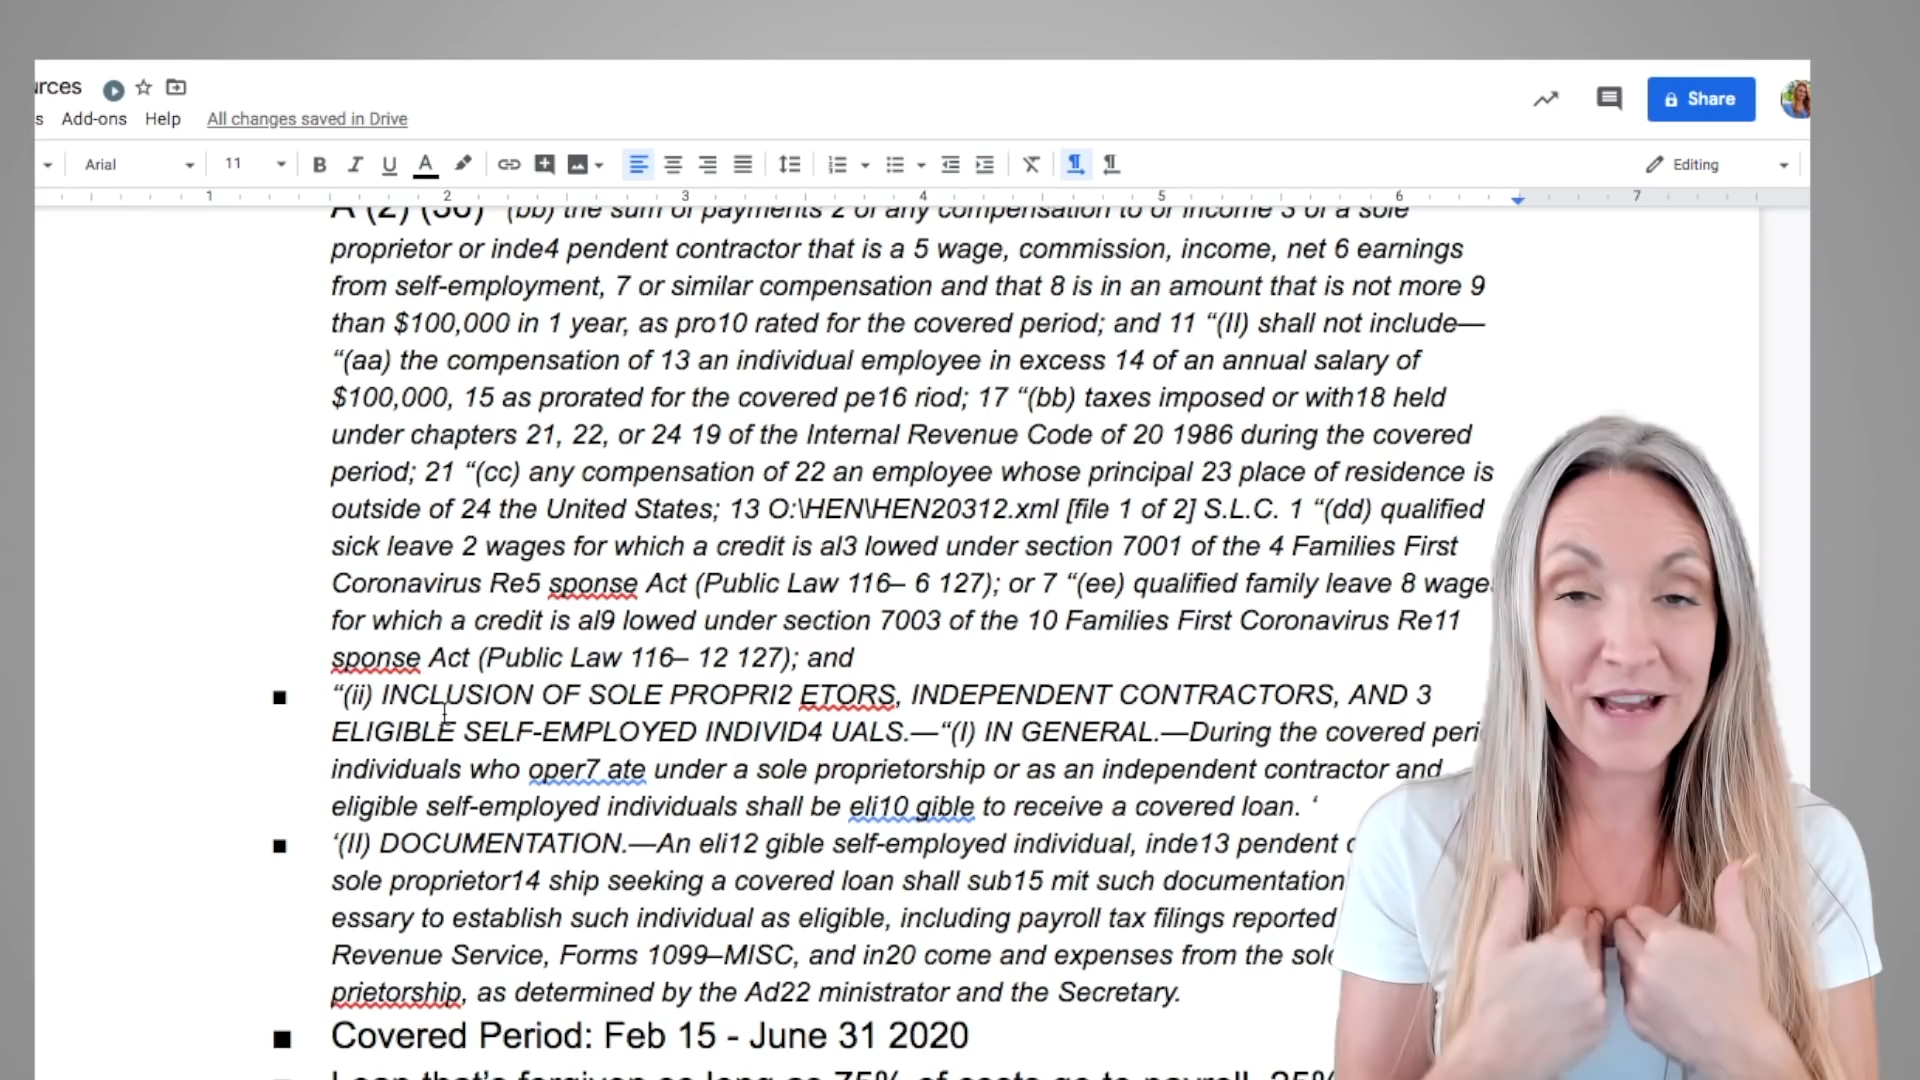 urces
s Add-ons Help All changes saved in Drive
Share
Arial 11 B I U A Editing
1 2 3 4 5 6 7
A (2) (36) “(bb) the sum of payments 2 of any compensation to or income 3 of a sole
proprietor or inde4 pendent contractor that is a 5 wage, commission, income, net 6 earnings
from self-employment, 7 or similar compensation and that 8 is in an amount that is not more 9
than $100,000 in 1 year, as pro10 rated for the covered period; and 11 “(II) shall not include—
“(aa) the compensation of 13 an individual employee in excess 14 of an annual salary of
$100,000, 15 as prorated for the covered pe16 riod; 17 “(bb) taxes imposed or with18 held
under chapters 21, 22, or 24 19 of the Internal Revenue Code of 20 1986 during the covered
period; 21 “(cc) any compensation of 22 an employee whose principal 23 place of residence is
outside of 24 the United States; 13 O:\HEN\HEN20312.xml [file 1 of 2] S.L.C. 1 “(dd) qualified
sick leave 2 wages for which a credit is al3 lowed under section 7001 of the 4 Families First
Coronavirus Re5 sponse Act (Public Law 116– 6 127); or 7 “(ee) qualified family leave 8 wage
for which a credit is al9 lowed under section 7003 of the 10 Families First Coronavirus Re11
sponse Act (Public Law 116– 12 127); and
■ “(ii) INCLUSION OF SOLE PROPRI2 ETORS, INDEPENDENT CONTRACTORS, AND 3
ELIGIBLE SELF-EMPLOYED INDIVID4 UALS.—“(I) IN GENERAL.—During the covered peri
individuals who oper7 ate under a sole proprietorship or as an independent contractor and
eligible self-employed individuals shall be eli10 gible to receive a covered loan. ‘
■ ‘(II) DOCUMENTATION.—An eli12 gible self-employed individual, inde13 pendent
sole proprietor14 ship seeking a covered loan shall sub15 mit such documentation
essary to establish such individual as eligible, including payroll tax filings reported
Revenue Service, Forms 1099–MISC, and in20 come and expenses from the sole
prietorship, as determined by the Ad22 ministrator and the Secretary.
■ Covered Period: Feb 15 - June 31 2020
Loan that's forgiven as long as 75% of costs go to payroll, 25%